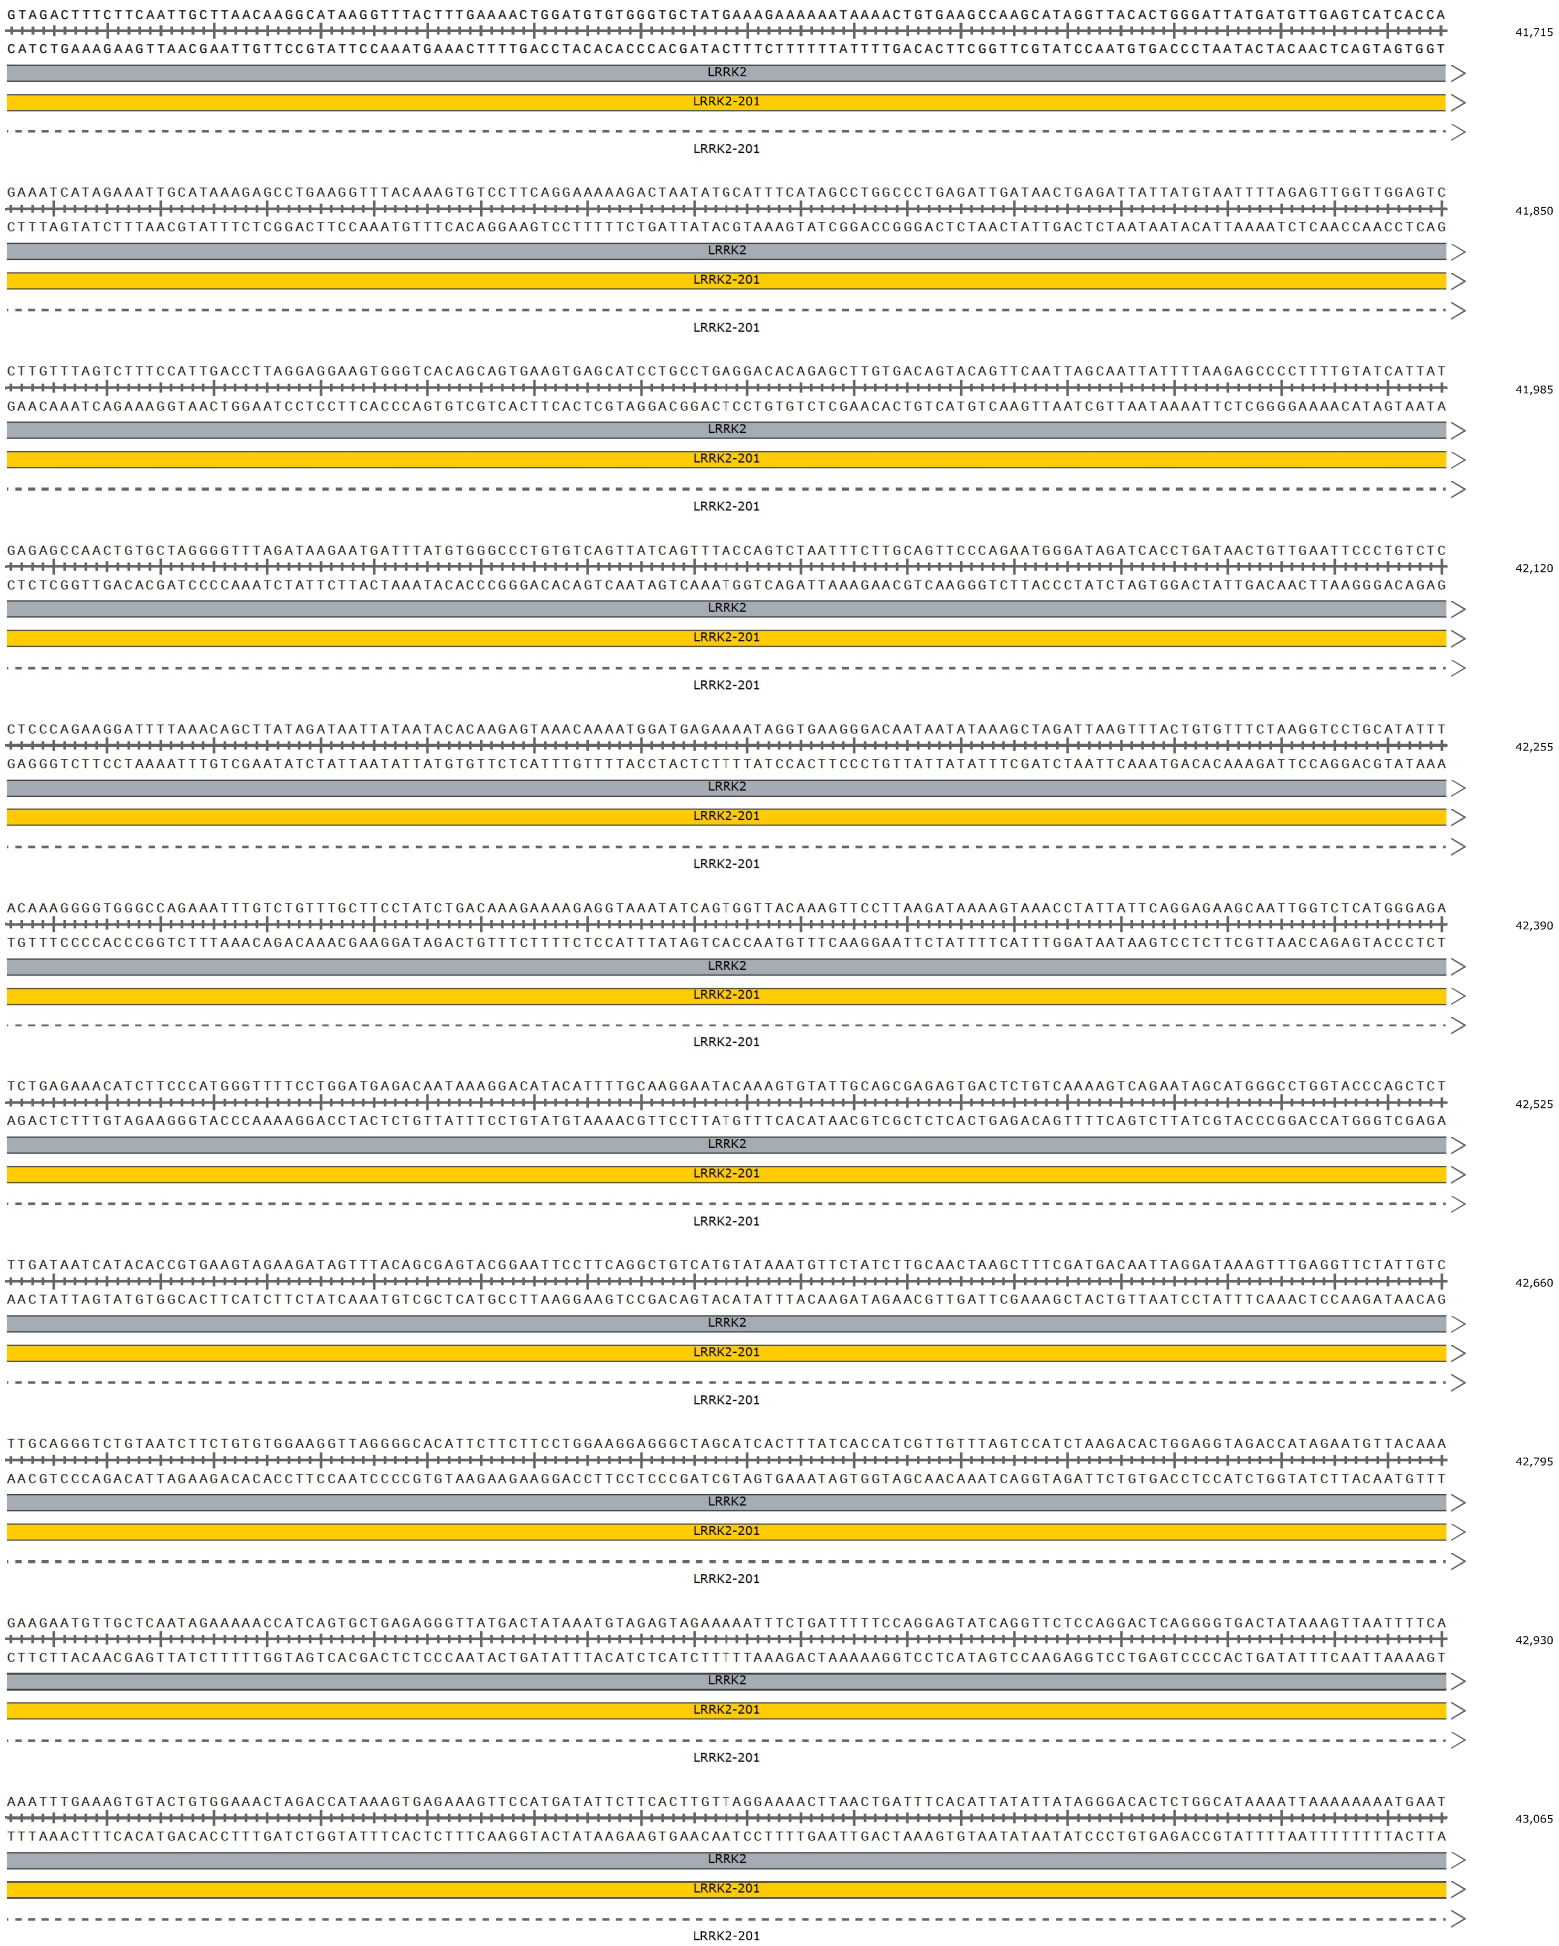 GTAGACTTTCTTCAATTGCTTAACAAGGCATAAGGTTTACTTTGAAAACTGGATGTGTGGGTGCTATGAAAGAAAAAATAAAACTGTGAAGCCAAGCATAGGTTACACTGGGATTATGATGTTGAGTCATCACCA
41,715
CATCTGAAAGAAGTTAACGAATTGTTCCGTATTCCAAATGAAACTTTTGACCTACACACCCACGATACTTTCTTTTTTATTTTGACACTTCGGTTCGTATCCAATGTGACCCTAATACTACAACTCAGTAGTGGT
LRRK2
LRRK2-201
LRRK2-201
GAAATCATAGAAATTGCATAAAGAGCCTGAAGGTTTACAAAGTGTCCTTCAGGAAAAAGACTAATATGCATTTCATAGCCTGGCCCTGAGATTGATAACTGAGATTATTATGTAATTTTAGAGTTGGTTGGAGTC
41,850
CTTTAGTATCTTTAACGTATTTCTCGGACTTCCAAATGTTTCACAGGAAGTCCTTTTTCTGATTATACGTAAAGTATCGGACCGGGACTCTAACTATTGACTCTAATAATACATTAAAATCTCAACCAACCTCAG
LRRK2
LRRK2-201
LRRK2-201
CTTGTTTAGTCTTTCCATTGACCTTAGGAGGAAGTGGGTCACAGCAGTGAAGTGAGCATCCTGCCTGAGGACACAGAGCTTGTGACAGTACAGTTCAATTAGCAATTATTTTAAGAGCCCCTTTTGTATCATTAT
41,985
GAACAAATCAGAAAGGTAACTGGAATCCTCCTTCACCCAGTGTCGTCACTTCACTCGTAGGACGGACTCCTGTGTCTCGAACACTGTCATGTCAAGTTAATCGTTAATAAAATTCTCGGGGAAAACATAGTAATA
LRRK2
LRRK2-201
LRRK2-201
GAGAGCCAACTGTGCTAGGGGTTTAGATAAGAATGATTTATGTGGGCCCTGTGTCAGTTATCAGTTTACCAGTCTAATTTCTTGCAGTTCCCAGAATGGGATAGATCACCTGATAACTGTTGAATTCCCTGTCTC
42,120
CTCTCGGTTGACACGATCCCCAAATCTATTCTTACTAAATACACCCGGGACACAGTCAATAGTCAAATGGTCAGATTAAAGAACGTCAAGGGTCTTACCCTATCTAGTGGACTATTGACAACTTAAGGGACAGAG
LRRK2
LRRK2-201
LRRK2-201
CTCCCAGAAGGATTTTAAACAGCTTATAGATAATTATAATACACAAGAGTAAACAAAATGGATGAGAAAATAGGTGAAGGGACAATAATATAAAGCTAGATTAAGTTTACTGTGTTTCTAAGGTCCTGCATATTT
42,255
GAGGGTCTTCCTAAAATTTGTCGAATATCTATTAATATTATGTGTTCTCATTTGTTTTACCTACTCTTTTATCCACTTCCCTGTTATTATATTTCGATCTAATTCAAATGACACAAAGATTCCAGGACGTATAAA
LRRK2
LRRK2-201
LRRK2-201
ACAAAGGGGTGGGCCAGAAATTTGTCTGTTTGCTTCCTATCTGACAAAGAAAAGAGGTAAATATCAGTGGTTACAAAGTTCCTTAAGATAAAAGTAAACCTATTATTCAGGAGAAGCAATTGGTCTCATGGGAGA
42,390
TGTTTCCCCACCCGGTCTTTAAACAGACAAACGAAGGATAGACTGTTTCTTTTCTCCATTTATAGTCACCAATGTTTCAAGGAATTCTATTTTCATTTGGATAATAAGTCCTCTTCGTTAACCAGAGTACCCTCT
LRRK2
LRRK2-201
LRRK2-201
TCTGAGAAACATCTTCCCATGGGTTTTCCTGGATGAGACAATAAAGGACATACATTTTGCAAGGAATACAAAGTGTATTGCAGCGAGAGTGACTCTGTCAAAAGTCAGAATAGCATGGGCCTGGTACCCAGCTCT
42,525
AGACTCTTTGTAGAAGGGTACCCAAAAGGACCTACTCTGTTATTTCCTGTATGTAAAACGTTCCTTATGTTTCACATAACGTCGCTCTCACTGAGACAGTTTTCAGTCTTATCGTACCCGGACCATGGGTCGAGA
LRRK2
LRRK2-201
LRRK2-201
TTGATAATCATACACCGTGAAGTAGAAGATAGTTTACAGCGAGTACGGAATTCCTTCAGGCTGTCATGTATAAATGTTCTATCTTGCAACTAAGCTTTCGATGACAATTAGGATAAAGTTTGAGGTTCTATTGTC
42,660
AACTATTAGTATGTGGCACTTCATCTTCTATCAAATGTCGCTCATGCCTTAAGGAAGTCCGACAGTACATATTTACAAGATAGAACGTTGATTCGAAAGCTACTGTTAATCCTATTTCAAACTCCAAGATAACAG
LRRK2
LRRK2-201
LRRK2-201
TTGCAGGGTCTGTAATCTTCTGTGTGGAAGGTTAGGGGCACATTCTTCTTCCTGGAAGGAGGGCTAGCATCACTTTATCACCATCGTTGTTTAGTCCATCTAAGACACTGGAGGTAGACCATAGAATGTTACAAA
42,795
AACGTCCCAGACATTAGAAGACACACCTTCCAATCCCCGTGTAAGAAGAAGGACCTTCCTCCCGATCGTAGTGAAATAGTGGTAGCAACAAATCAGGTAGATTCTGTGACCTCCATCTGGTATCTTACAATGTTT
LRRK2
LRRK2-201
LRRK2-201
GAAGAATGTTGCTCAATAGAAAAACCATCAGTGCTGAGAGGGTTATGACTATAAATGTAGAGTAGAAAAATTTCTGATTTTTCCAGGAGTATCAGGTTCTCCAGGACTCAGGGGTGACTATAAAGTTAATTTTCA
42,930
CTTCTTACAACGAGTTATCTTTTTGGTAGTCACGACTCTCCCAATACTGATATTTACATCTCATCTTTTTAAAGACTAAAAAGGTCCTCATAGTCCAAGAGGTCCTGAGTCCCCACTGATATTTCAATTAAAAGT
LRRK2
LRRK2-201
LRRK2-201
AAATTTGAAAGTGTACTGTGGAAACTAGACCATAAAGTGAGAAAGTTCCATGATATTCTTCACTTGTTAGGAAAACTTAACTGATTTCACATTATATTATAGGGACACTCTGGCATAAAATTAAAAAAAATGAAT
43,065
TTTAAACTTTCACATGACACCTTTGATCTGGTATTTCACTCTTTCAAGGTACTATAAGAAGTGAACAATCCTTTTGAATTGACTAAAGTGTAATATAATATCCCTGTGAGACCGTATTTTAATTTTTTTTACTTA
LRRK2
LRRK2-201
LRRK2-201